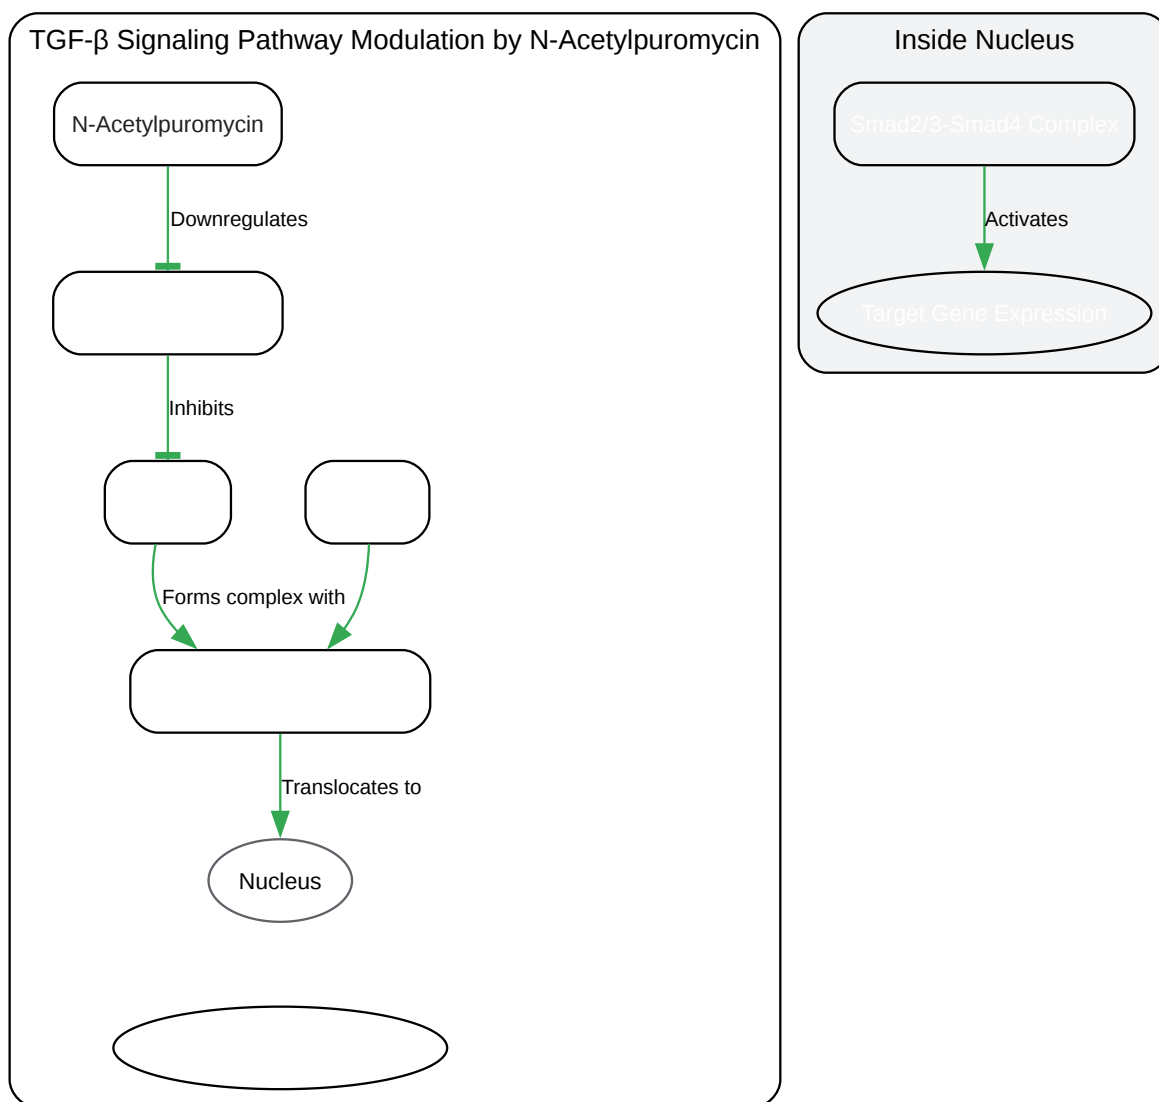 TGF-β Signaling Pathway Modulation by N-Acetylpuromycin
N-Acetylpuromycin
Downregulates
Inhibits
Forms complex with
Translocates to
Nucleus
Inside Nucleus
Smad2/3-Smad4 Complex
Activates
Target Gene Expression